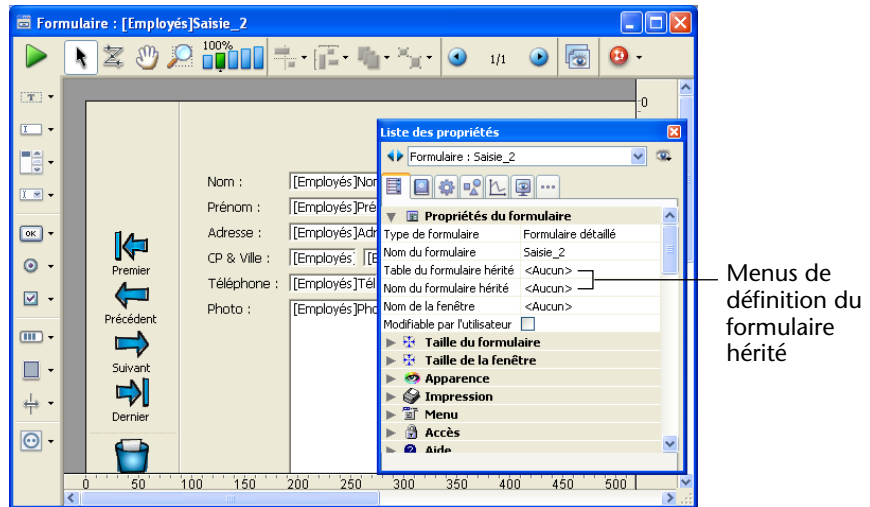 Formulaire : [Employés]Saisie_2
100%
1/1
Liste des propriétés
Formulaire : Saisie_2
Propriétés du formulaire
Type de formulaire Formulaire détaillé
Nom du formulaire Saisie_2
Table du formulaire hérité <Aucun>
Nom du formulaire hérité <Aucun>
Nom de la fenêtre <Aucun>
Modifiable par l'utilisateur
Taille du formulaire
Taille de la fenêtre
Apparence
Impression
Menu
Accès
Aide
Menus de
définition du
formulaire
hérité
Nom : [Employés]Nor
Prénom : [Employés]Pré
Adresse : [Employés]Adr
CP & Ville : [Employés] [E
Téléphone : [Employés]Tél
Photo : [Employés]Pho
Premier
Précédent
Suivant
Dernier
OK
0
0 50 100 150 200 250 300 350 400 450 500